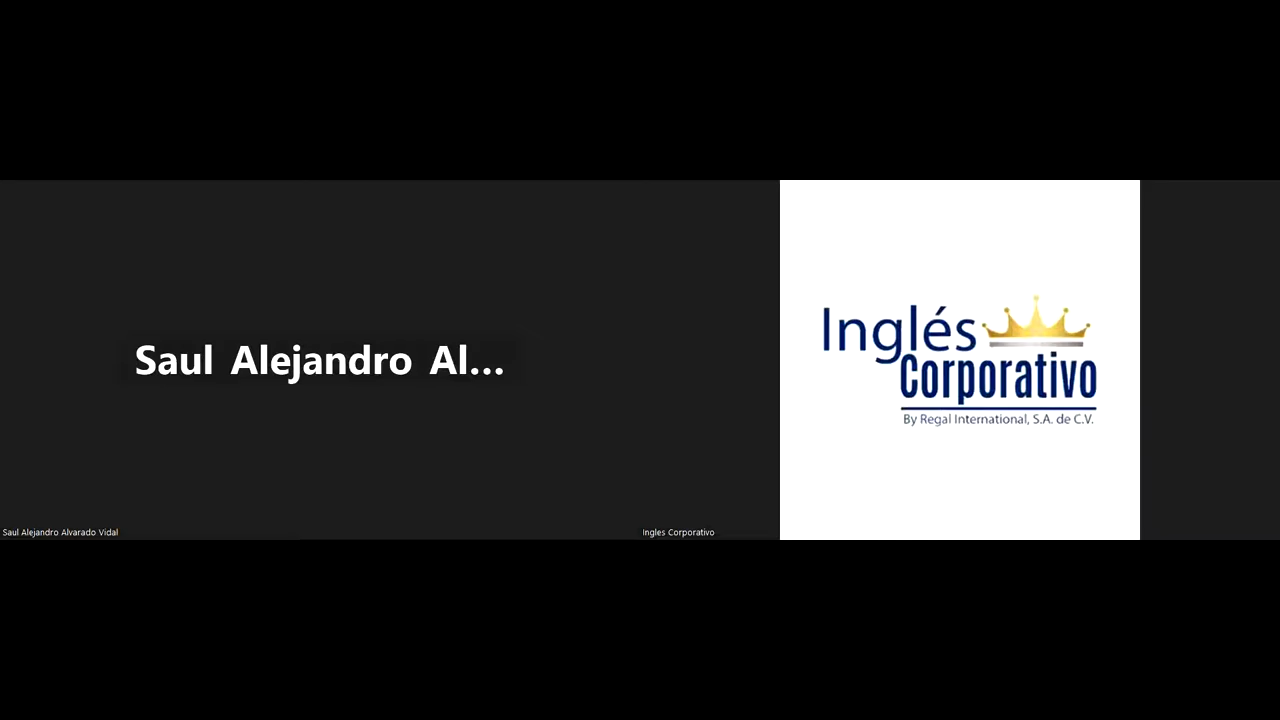 Saul Alejandro Al...
Saul Alejandro Alvarado Vidal
Inglés
Corporativo
By Regal International, S.A. de C.V.
Ingles Corporativo